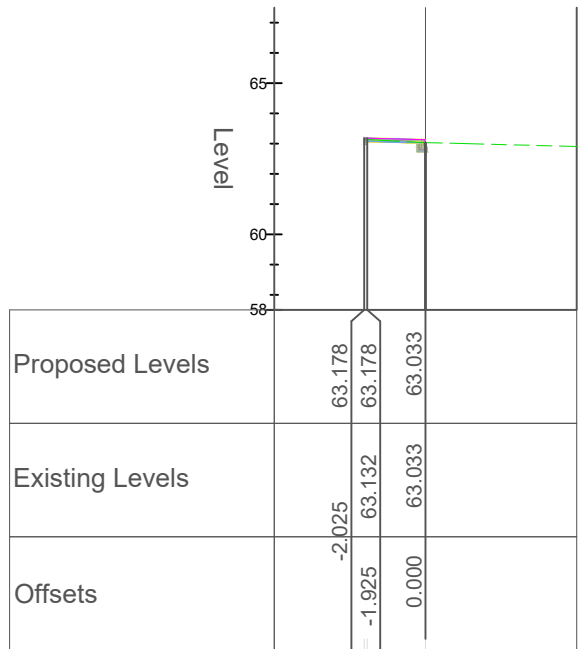 65
Level
60
58
Proposed Levels
63.178
63.178
63.033
Existing Levels
63.132
63.033
Offsets
-2.025
-1.925
0.000